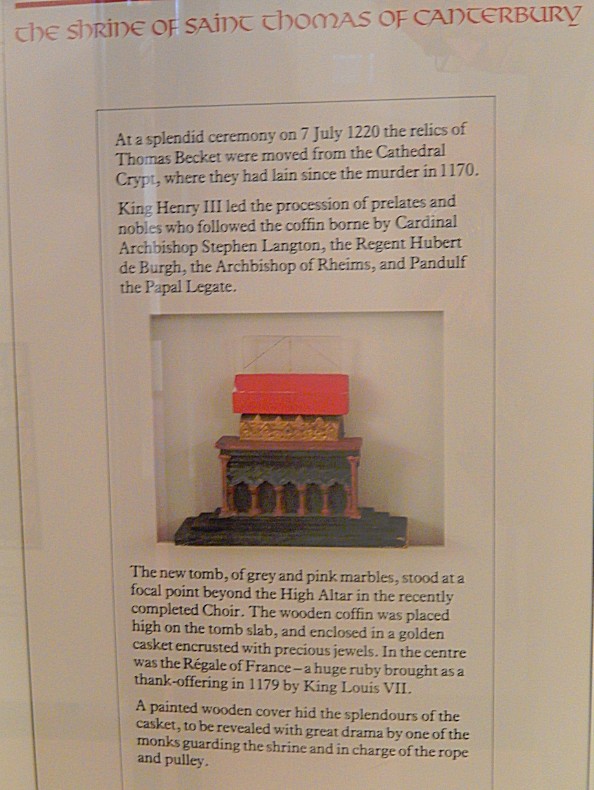 the shrine of saint thomas of canterbury
At a splendid ceremony on 7 July 1220 the relics of
Thomas Becket were moved from the Cathedral
Crypt, where they had lain since the murder in 1170.
King Henry III led the procession of prelates and
nobles who followed the coffin borne by Cardinal
Archbishop Stephen Langton, the Regent Hubert
de Burgh, the Archbishop of Rheims, and Pandulf
the Papal Legate.
The new tomb, of grey and pink marbles, stood at a
focal point beyond the High Altar in the recently
completed Choir. The wooden coffin was placed
high on the tomb slab, and enclosed in a golden
casket encrusted with precious jewels. In the centre
was the Régale of France – a huge ruby brought as a
thank-offering in 1179 by King Louis VII.
A painted wooden cover hid the splendours of the
casket, to be revealed with great drama by one of the
monks guarding the shrine and in charge of the rope
and pulley.